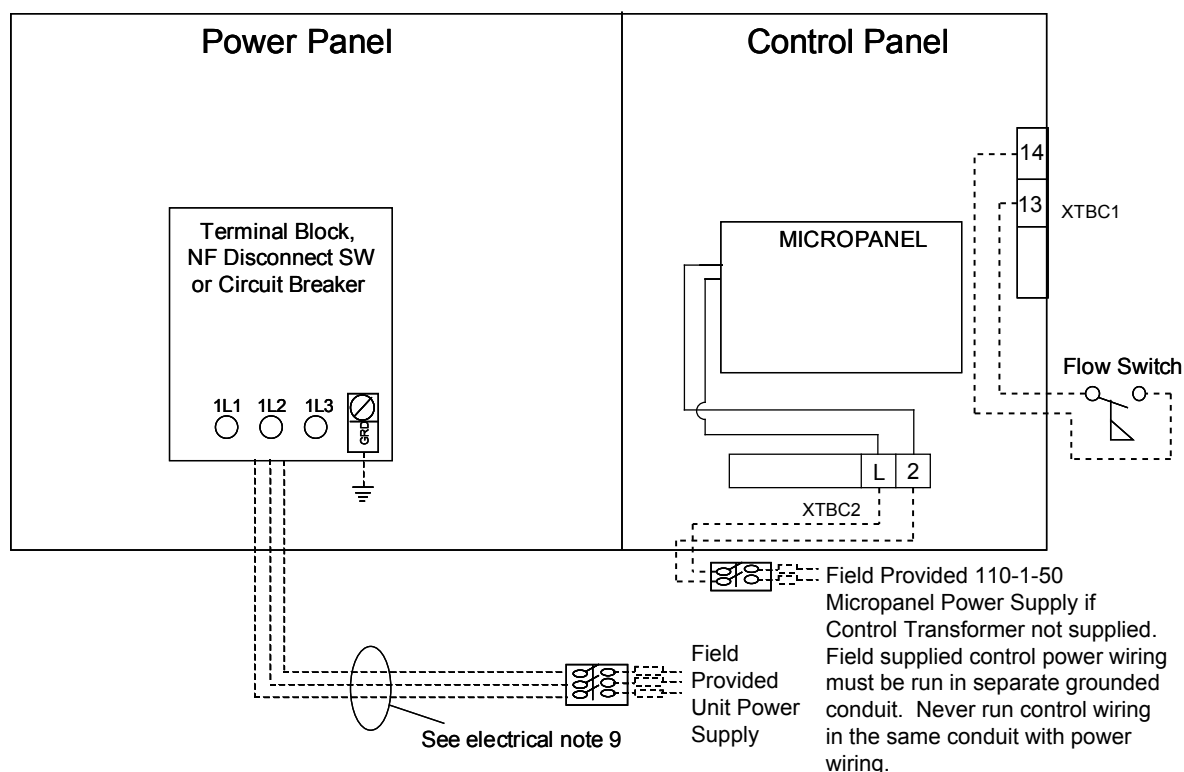 Power Panel
Control Panel
14
13
XTBC1
Terminal Block,
NF Disconnect SW
or Circuit Breaker
MICROPANEL
Flow Switch
1L1 1L2 1L3
GRD
L 2
XTBC2
Field Provided 110-1-50
Micropanel Power Supply if
Control Transformer not supplied.
Field supplied control power wiring
must be run in separate grounded
conduit. Never run control wiring
in the same conduit with power
wiring.
Field
Provided
Unit Power
Supply
See electrical note 9